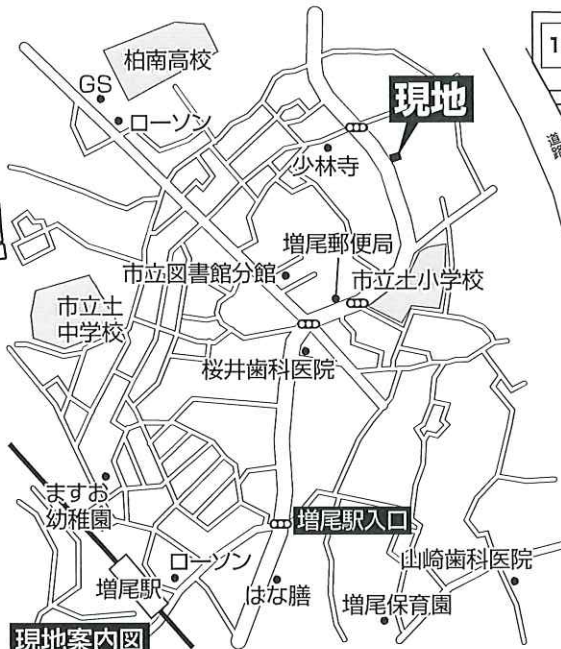 柏南高校
GS
ローソン
現地
少林寺
1
道路
増尾郵便局
市立図書館分館
市立土小学校
市立土
中学校
桜井歯科医院
ますお
幼稚園
増尾駅入口
ローソン
山崎歯科医院
増尾駅
はな膳
増尾保育園
現地案内図